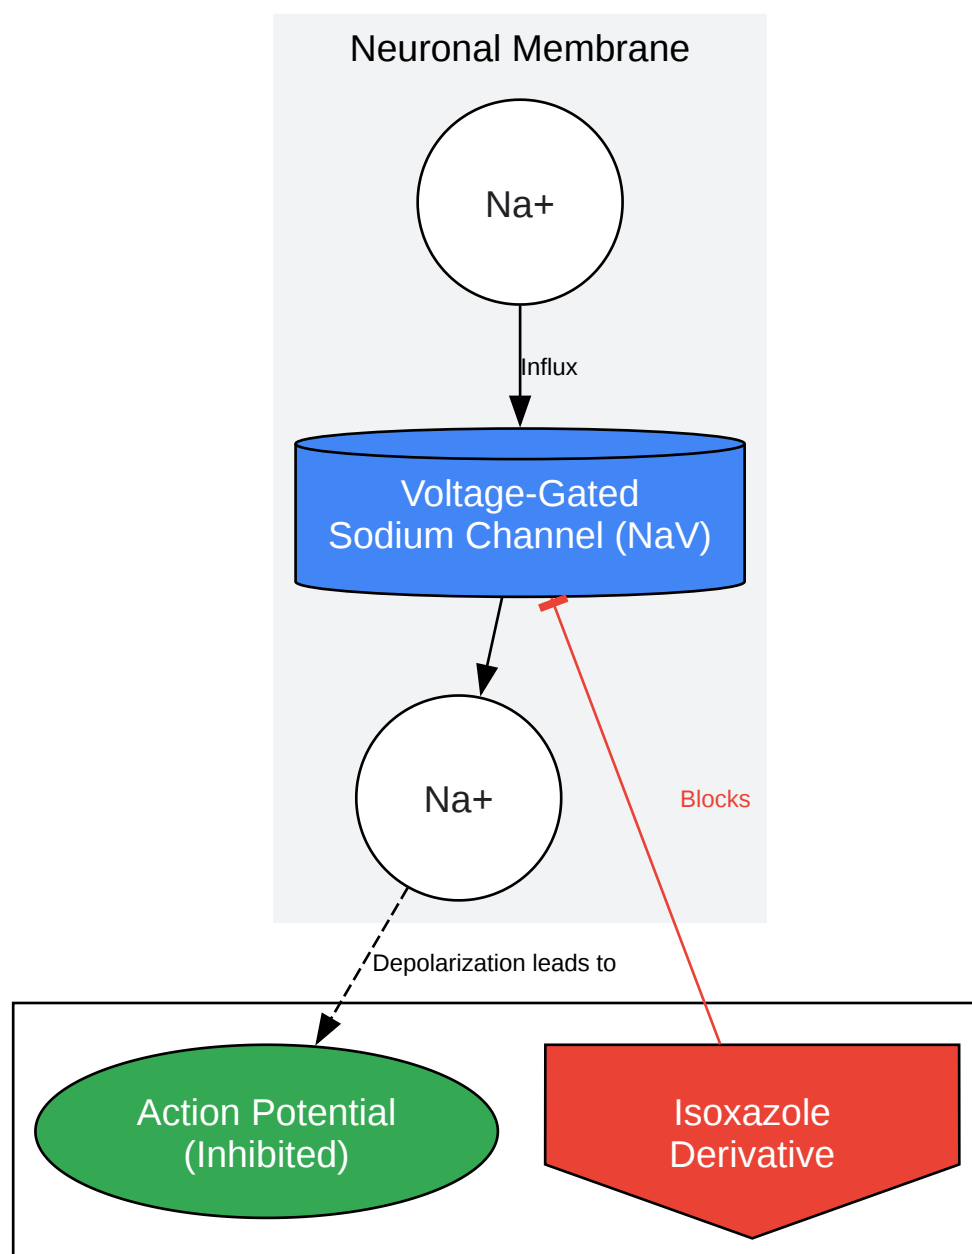 Neuronal Membrane
Na+
Influx
Voltage-Gated
Sodium Channel (NaV)
Na+
Blocks
Depolarization leads to
Action Potential
(Inhibited)
Isoxazole
Derivative